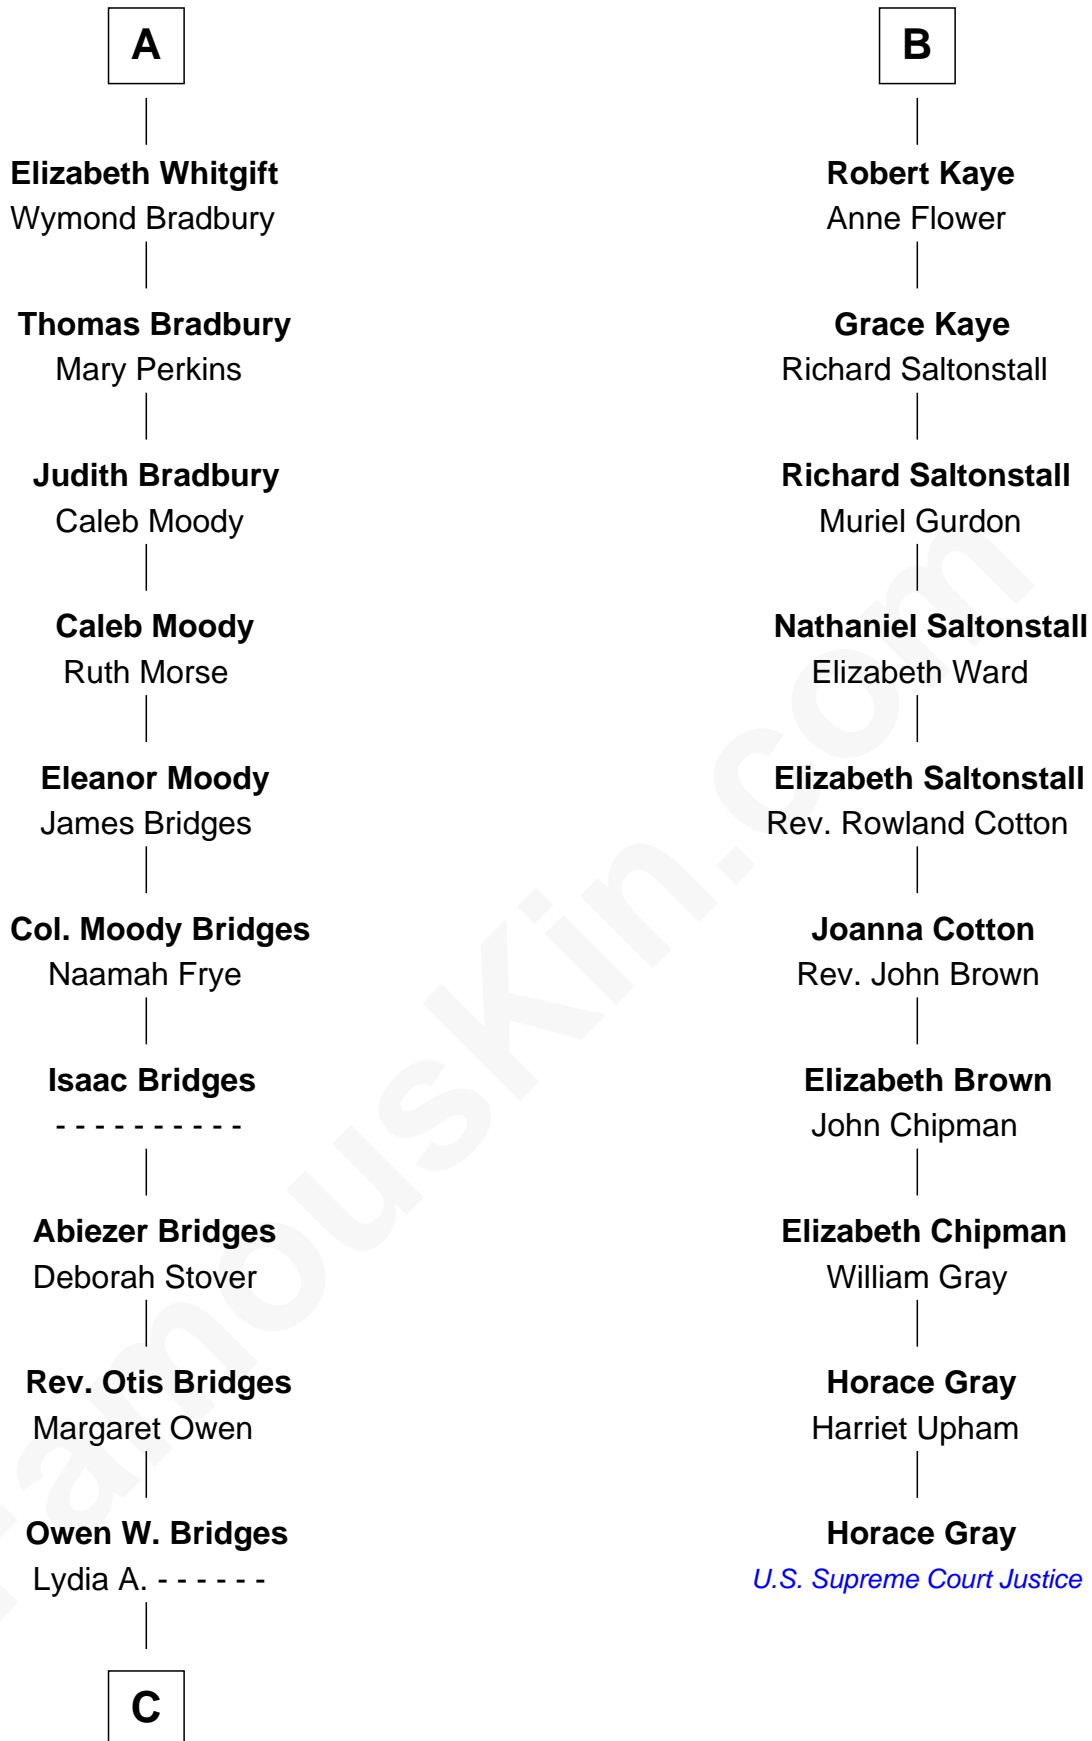 A
Elizabeth Whitgift
Wymond Bradbury
Thomas Bradbury
Mary Perkins
Judith Bradbury
Caleb Moody
Caleb Moody
Ruth Morse
Eleanor Moody
James Bridges
Col. Moody Bridges
Naamah Frye
Isaac Bridges
- - - - - - - - - -
Abiezer Bridges
Deborah Stover
Rev. Otis Bridges
Margaret Owen
Owen W. Bridges
Lydia A. - - - - - -
C
B
Robert Kaye
Anne Flower
Grace Kaye
Richard Saltonstall
Richard Saltonstall
Muriel Gurdon
Nathaniel Saltonstall
Elizabeth Ward
Elizabeth Saltonstall
Rev. Rowland Cotton
Joanna Cotton
Rev. John Brown
Elizabeth Brown
John Chipman
Elizabeth Chipman
William Gray
Horace Gray
Harriet Upham
Horace Gray
U.S. Supreme Court Justice
FamousKin.com